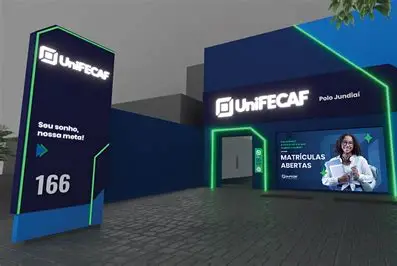 UniFECAF
Seu sonho,
nossa meta!
166
UniFECAF
Polo Jundiaí
MATRÍCULAS
ABERTAS